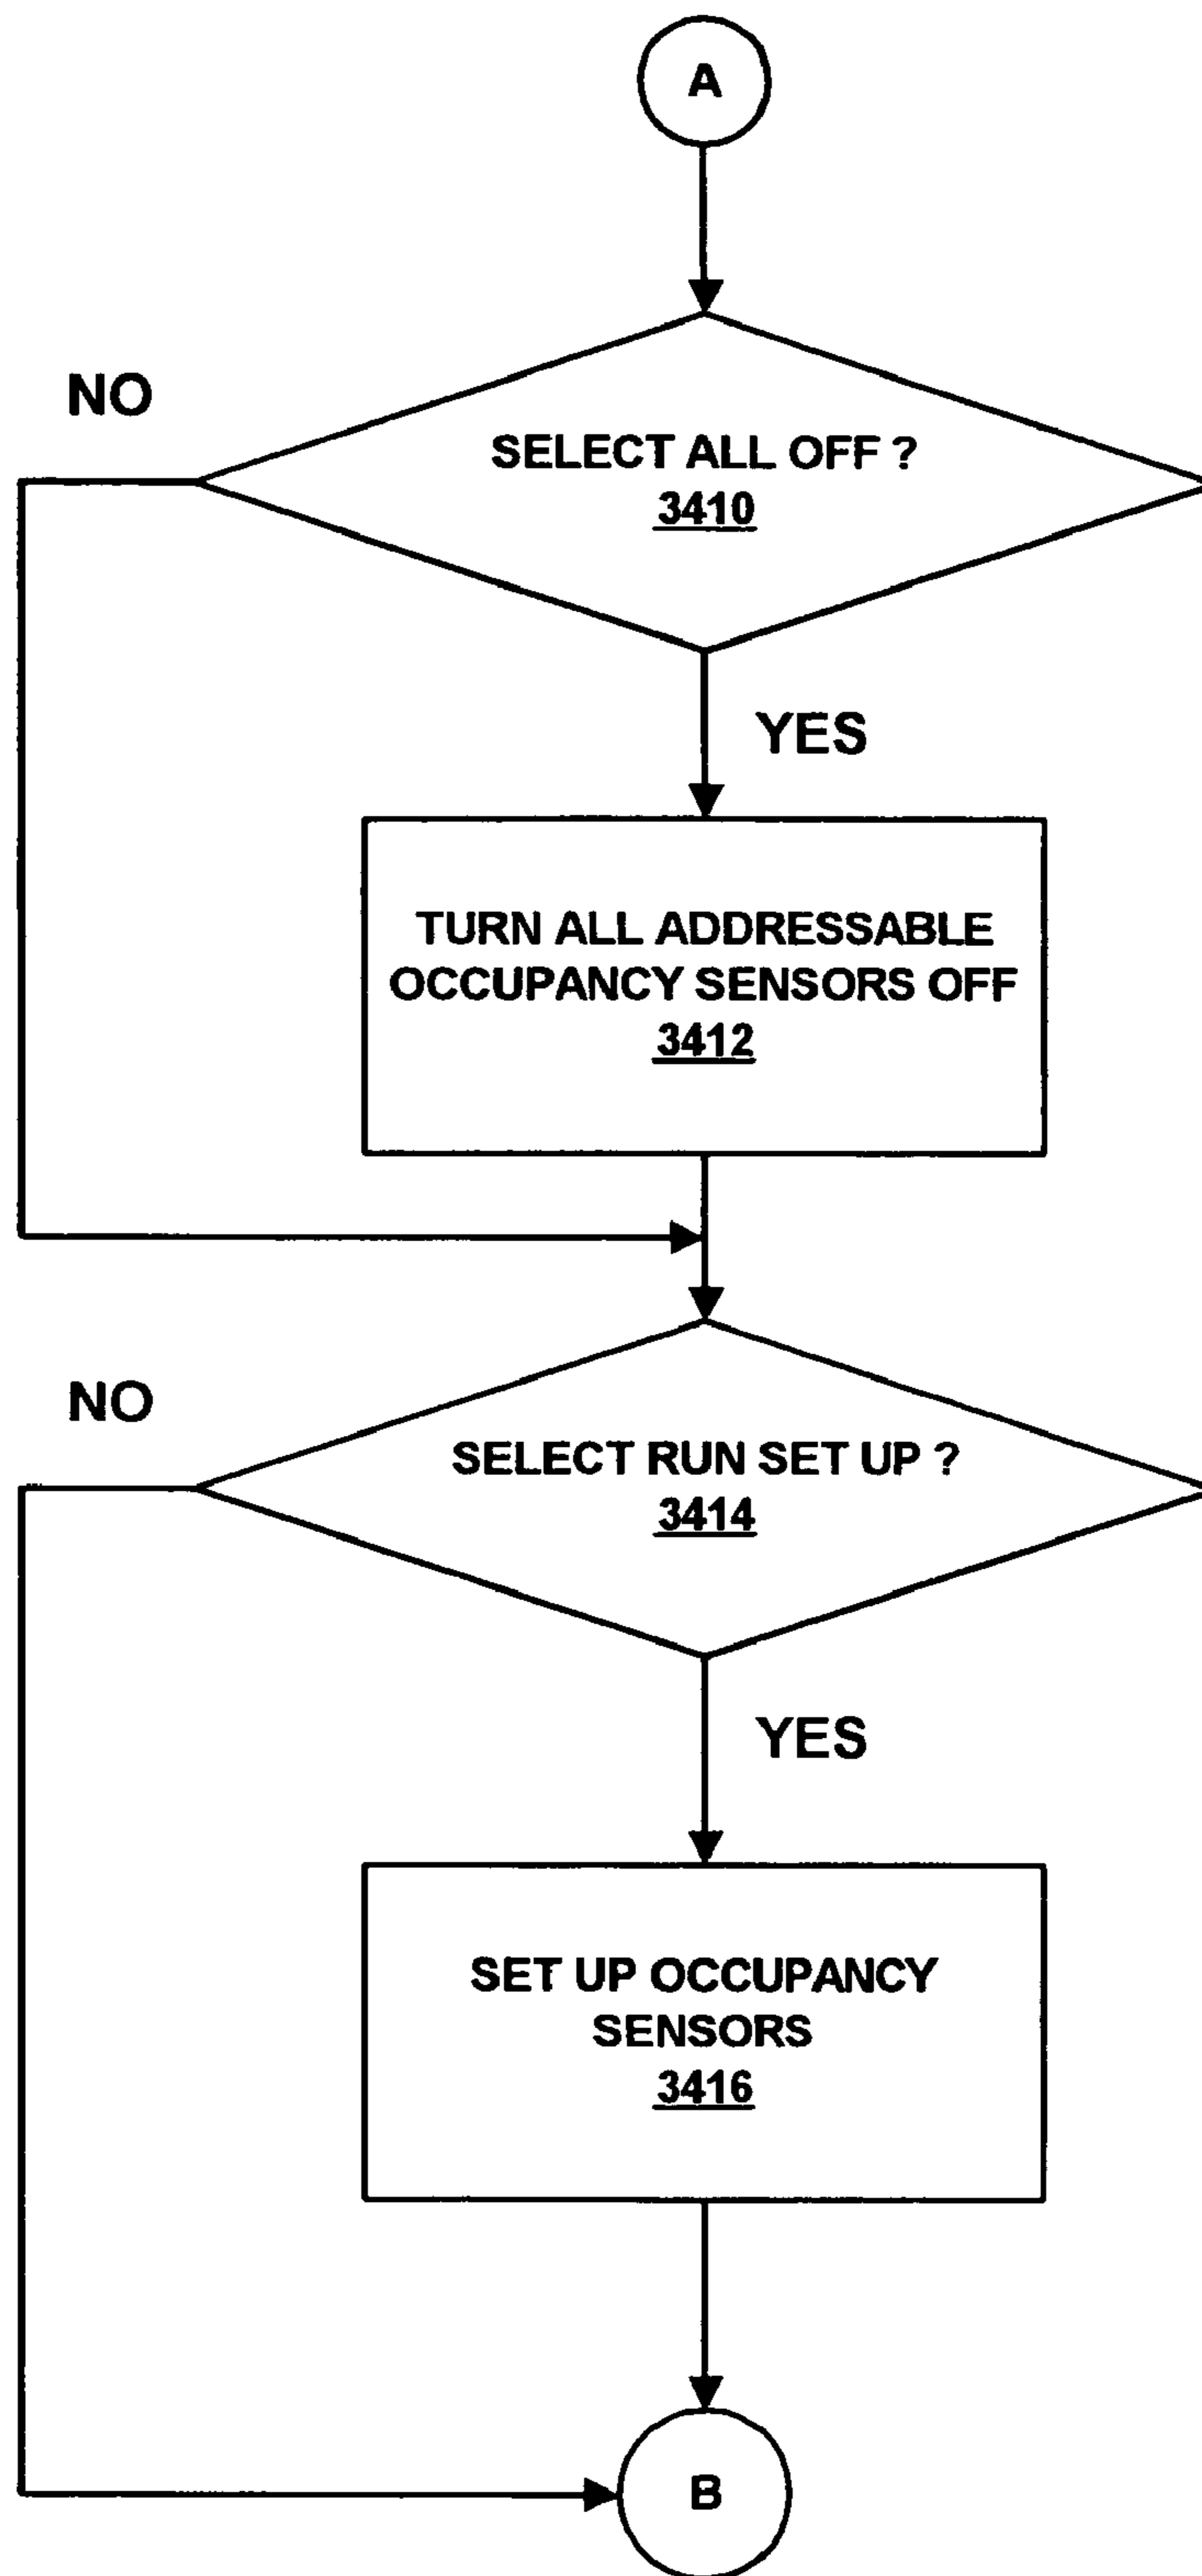 A
NO
SELECT ALL OFF ?
3410
YES
TURN ALL ADDRESSABLE
OCCUPANCY SENSORS OFF
3412
NO
SELECT RUN SET UP ?
3414
YES
SET UP OCCUPANCY
SENSORS
3416
B